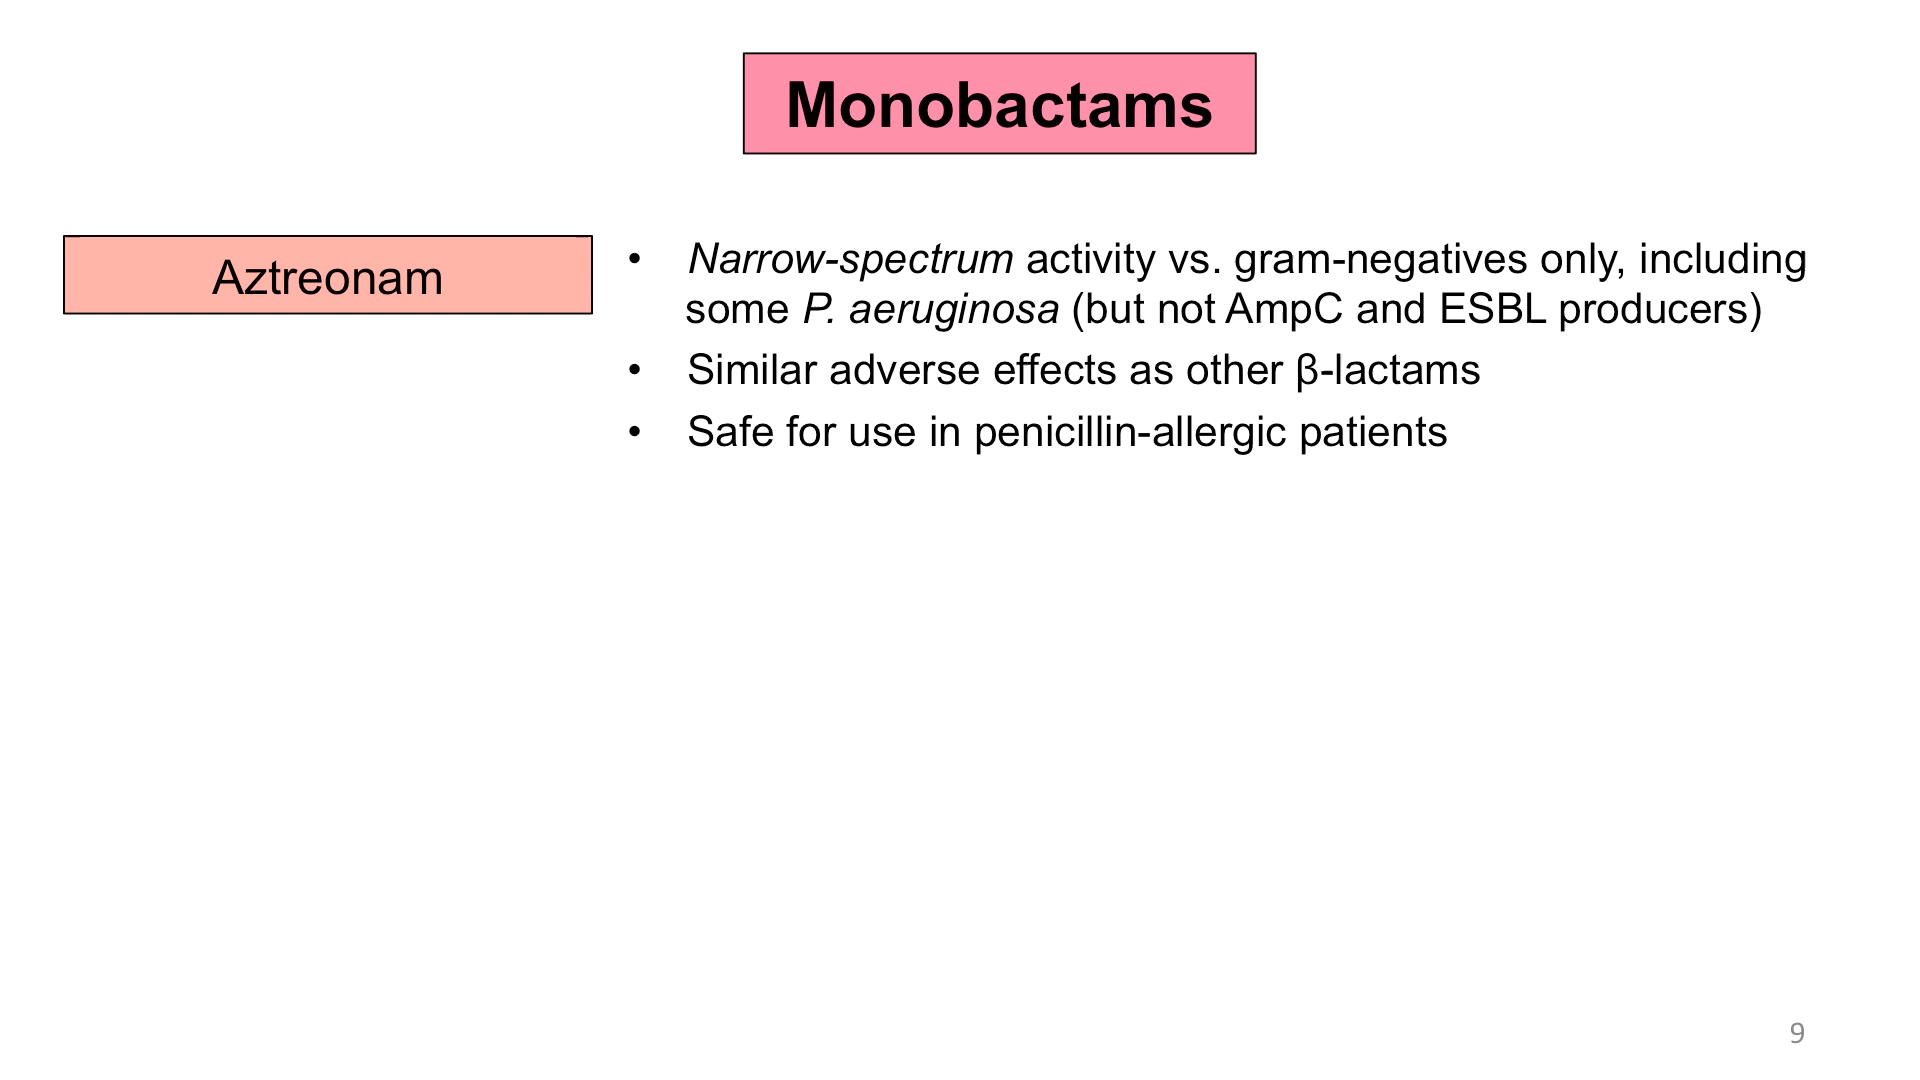 Monobactams
Aztreonam
• Narrow-spectrum activity vs. gram-negatives only, including
some P. aeruginosa (but not AmpC and ESBL producers)
• Similar adverse effects as other β-lactams
• Safe for use in penicillin-allergic patients
9